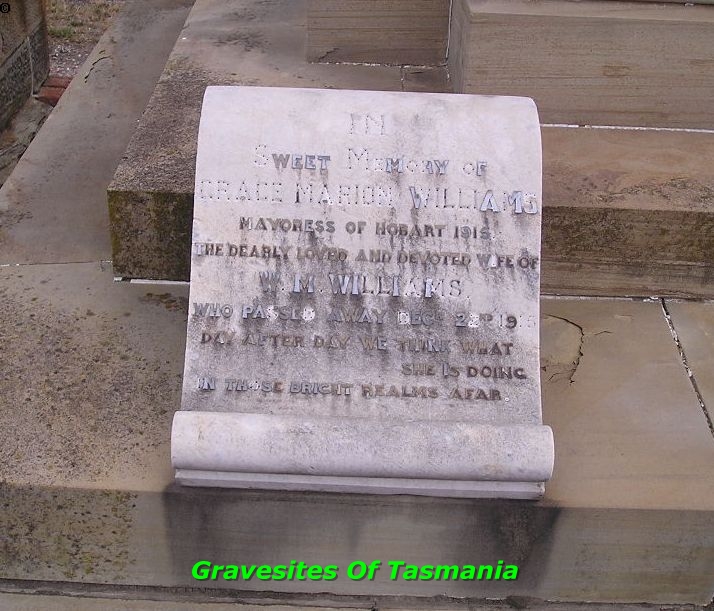 IN
SWEET MEMORY OF
GRACE MARION WILLIAMS
MAYORESS OF HOBART 1915
THE DEARLY LOVED AND DEVOTED WIFE OF
W. M. WILLIAMS
WHO PASSED AWAY DEC. 1915
DAY AFTER DAY WE THINK WHAT
SHE IS DOING
IN THOSE BRIGHT REALMS AFAR
Gravesites Of Tasmania